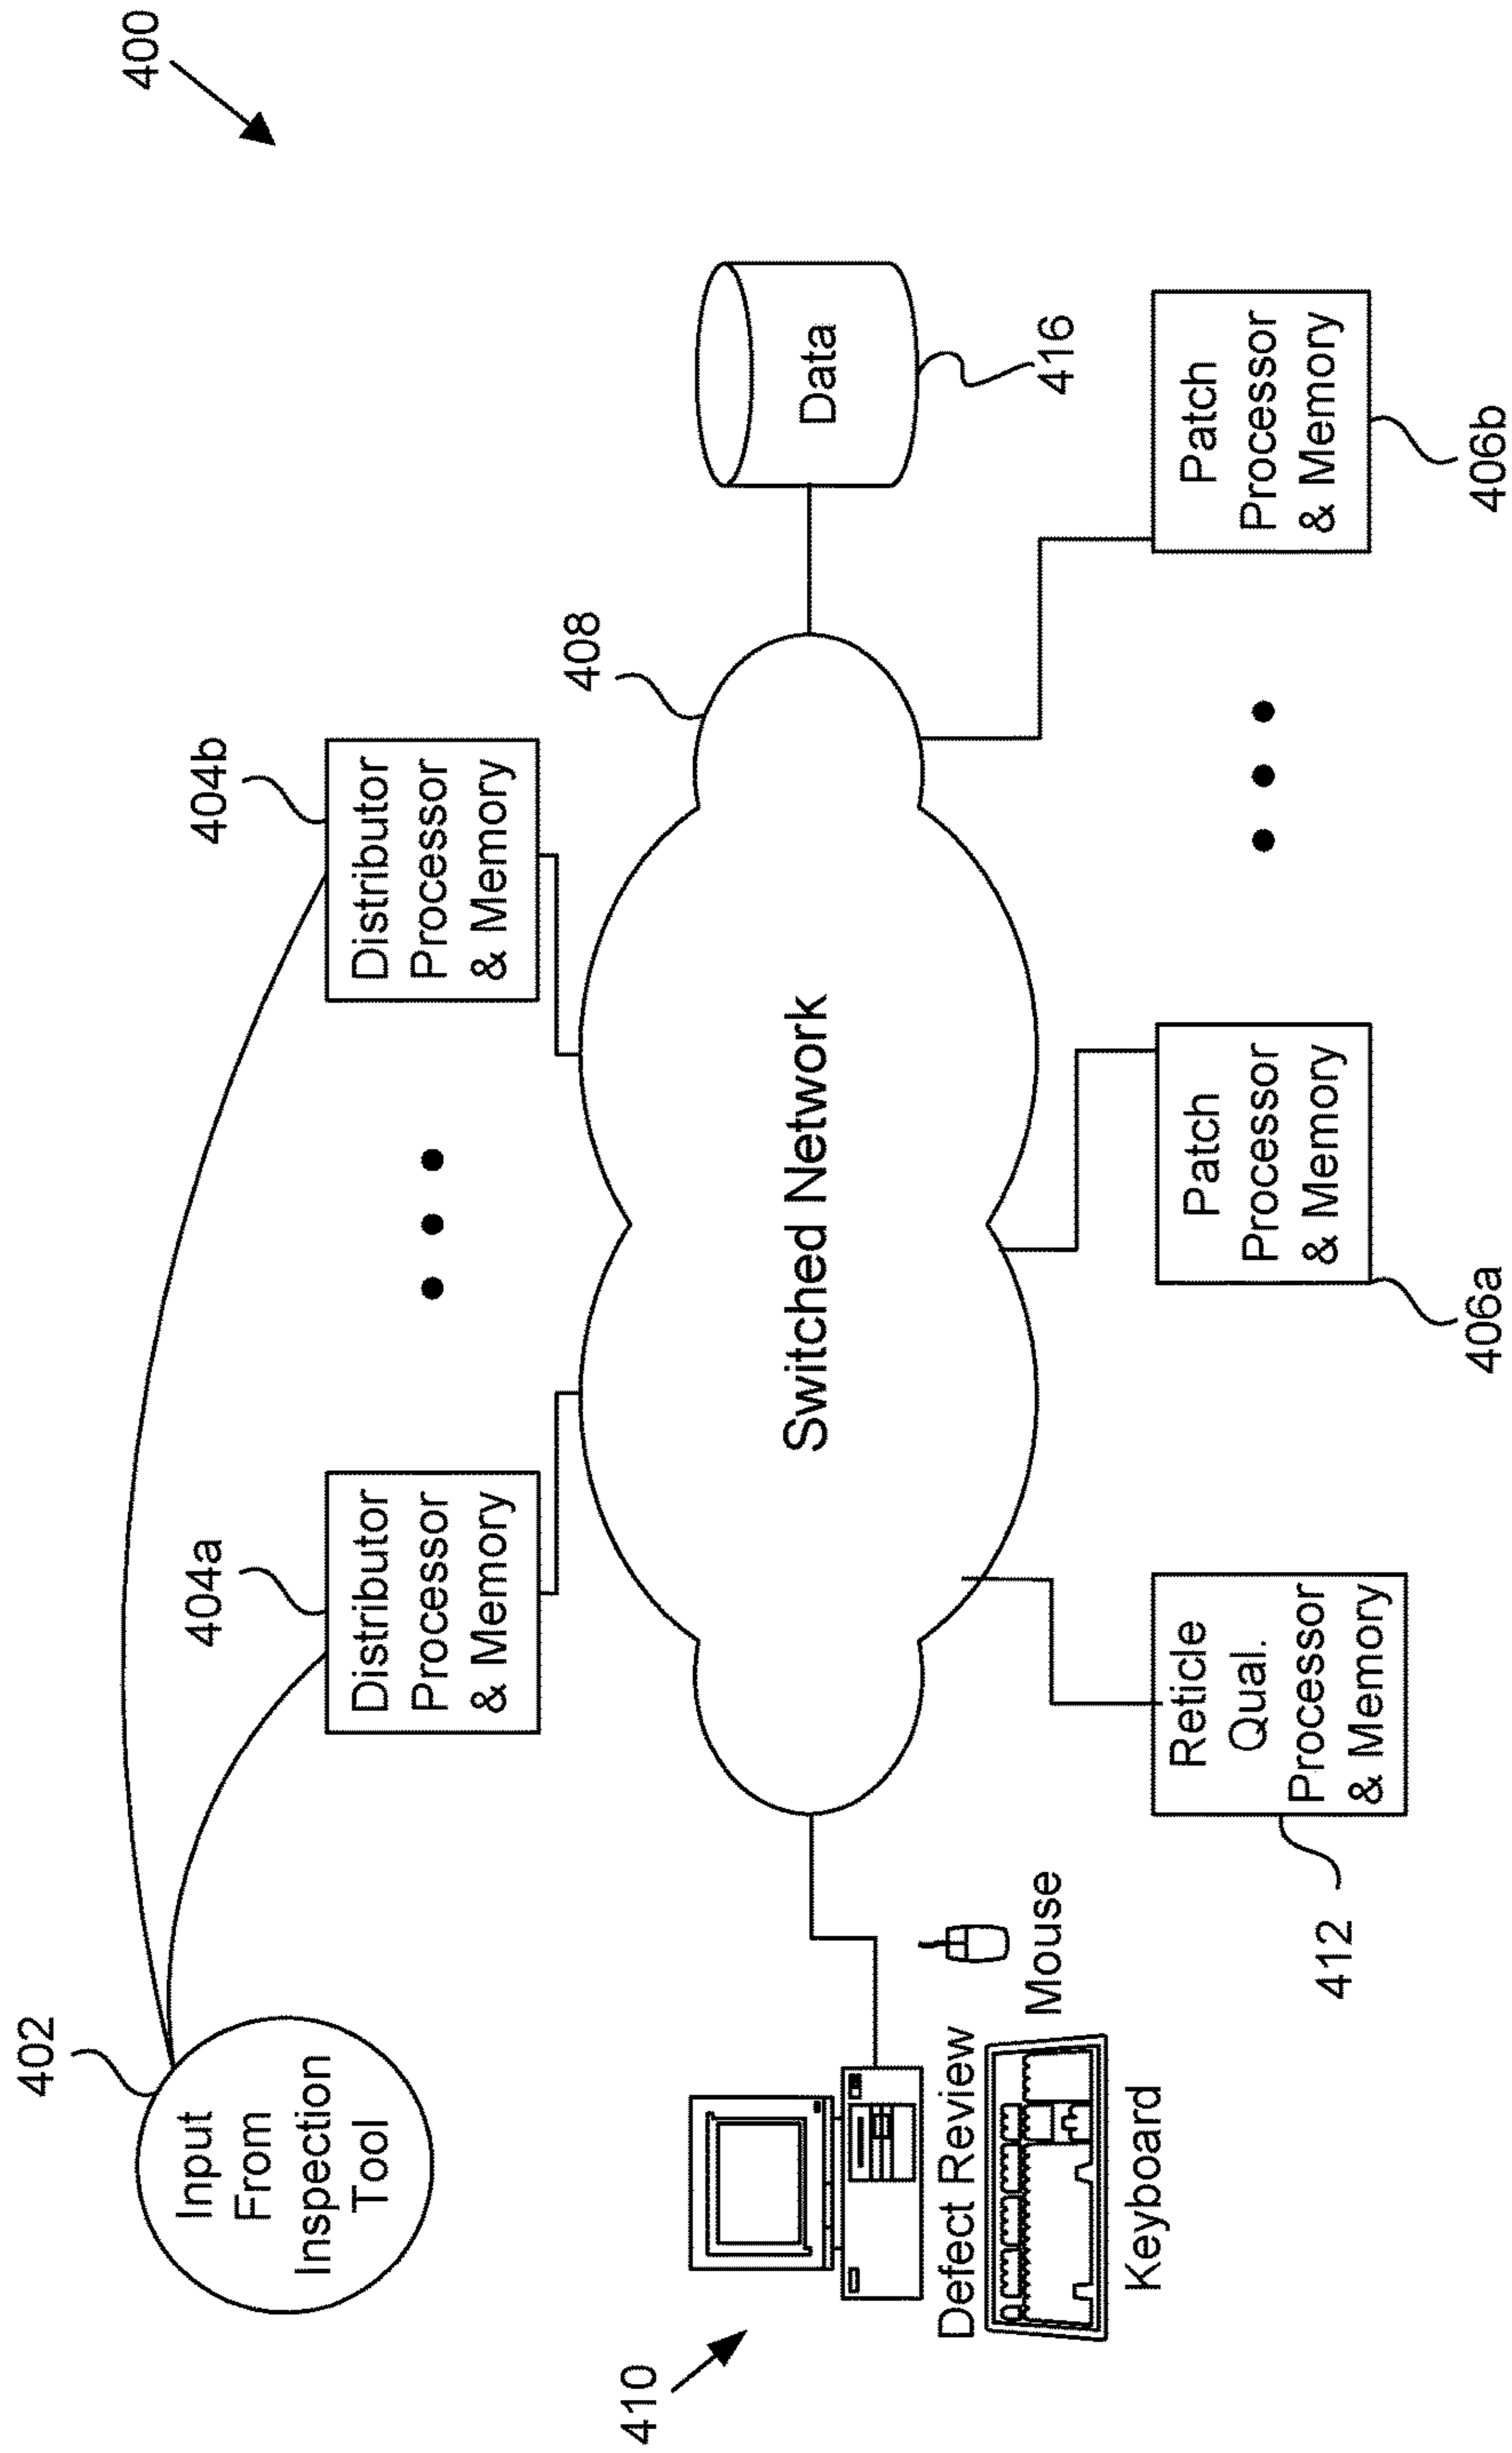 400
402
Input
From
Inspection
Tool
404a
Distributor
Processor
& Memory
404b
Distributor
Processor
& Memory
408
Switched Network
Data
416
410
Defect Review
Mouse
Keyboard
Reticle
Qual.
Processor
& Memory
412
Patch
Processor
& Memory
406a
Patch
Processor
& Memory
406b